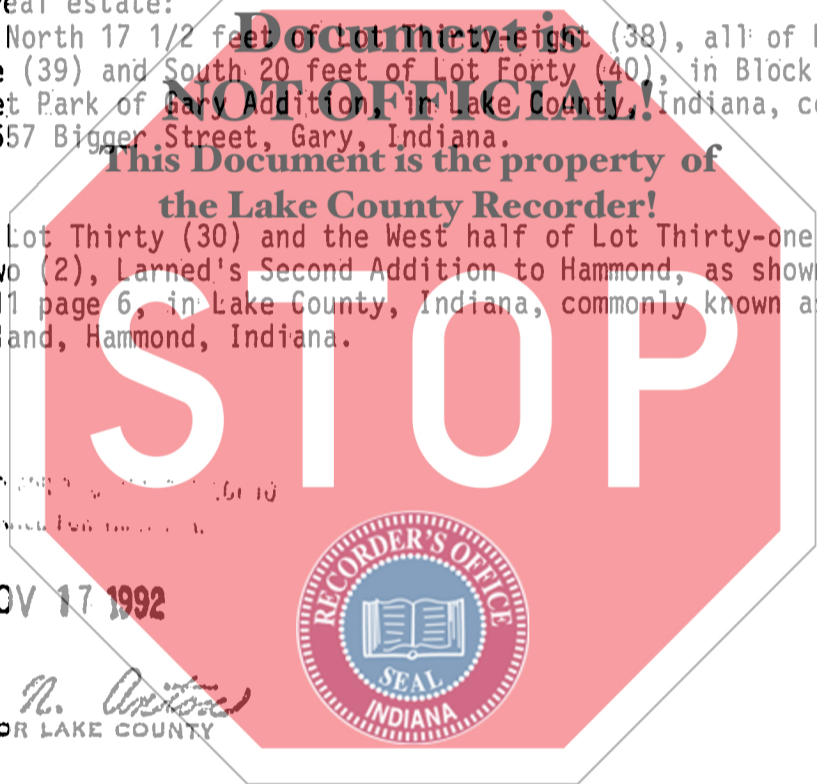 real estate:
North 17 1/2 feet of Lot Thirty-eight (38), all of
Document is
(39) and South 20 feet of Lot Forty (40), in Block
NOT OFFICIAL!
Park of Gary Addition, in Lake County, Indiana,
57 Bigger Street, Gary, Indiana.
This Document is the property of
the Lake County Recorder!
Lot Thirty (30) and the West half of Lot Thirty-one
(2), Larned's Second Addition to Hammond, as shown
page 6, in Lake County, Indiana, commonly known as
and, Hammond, Indiana.
STOP
RECORDER'S OFFICE
SEAL
INDIANA
17 1992
N.
LAKE COUNTY